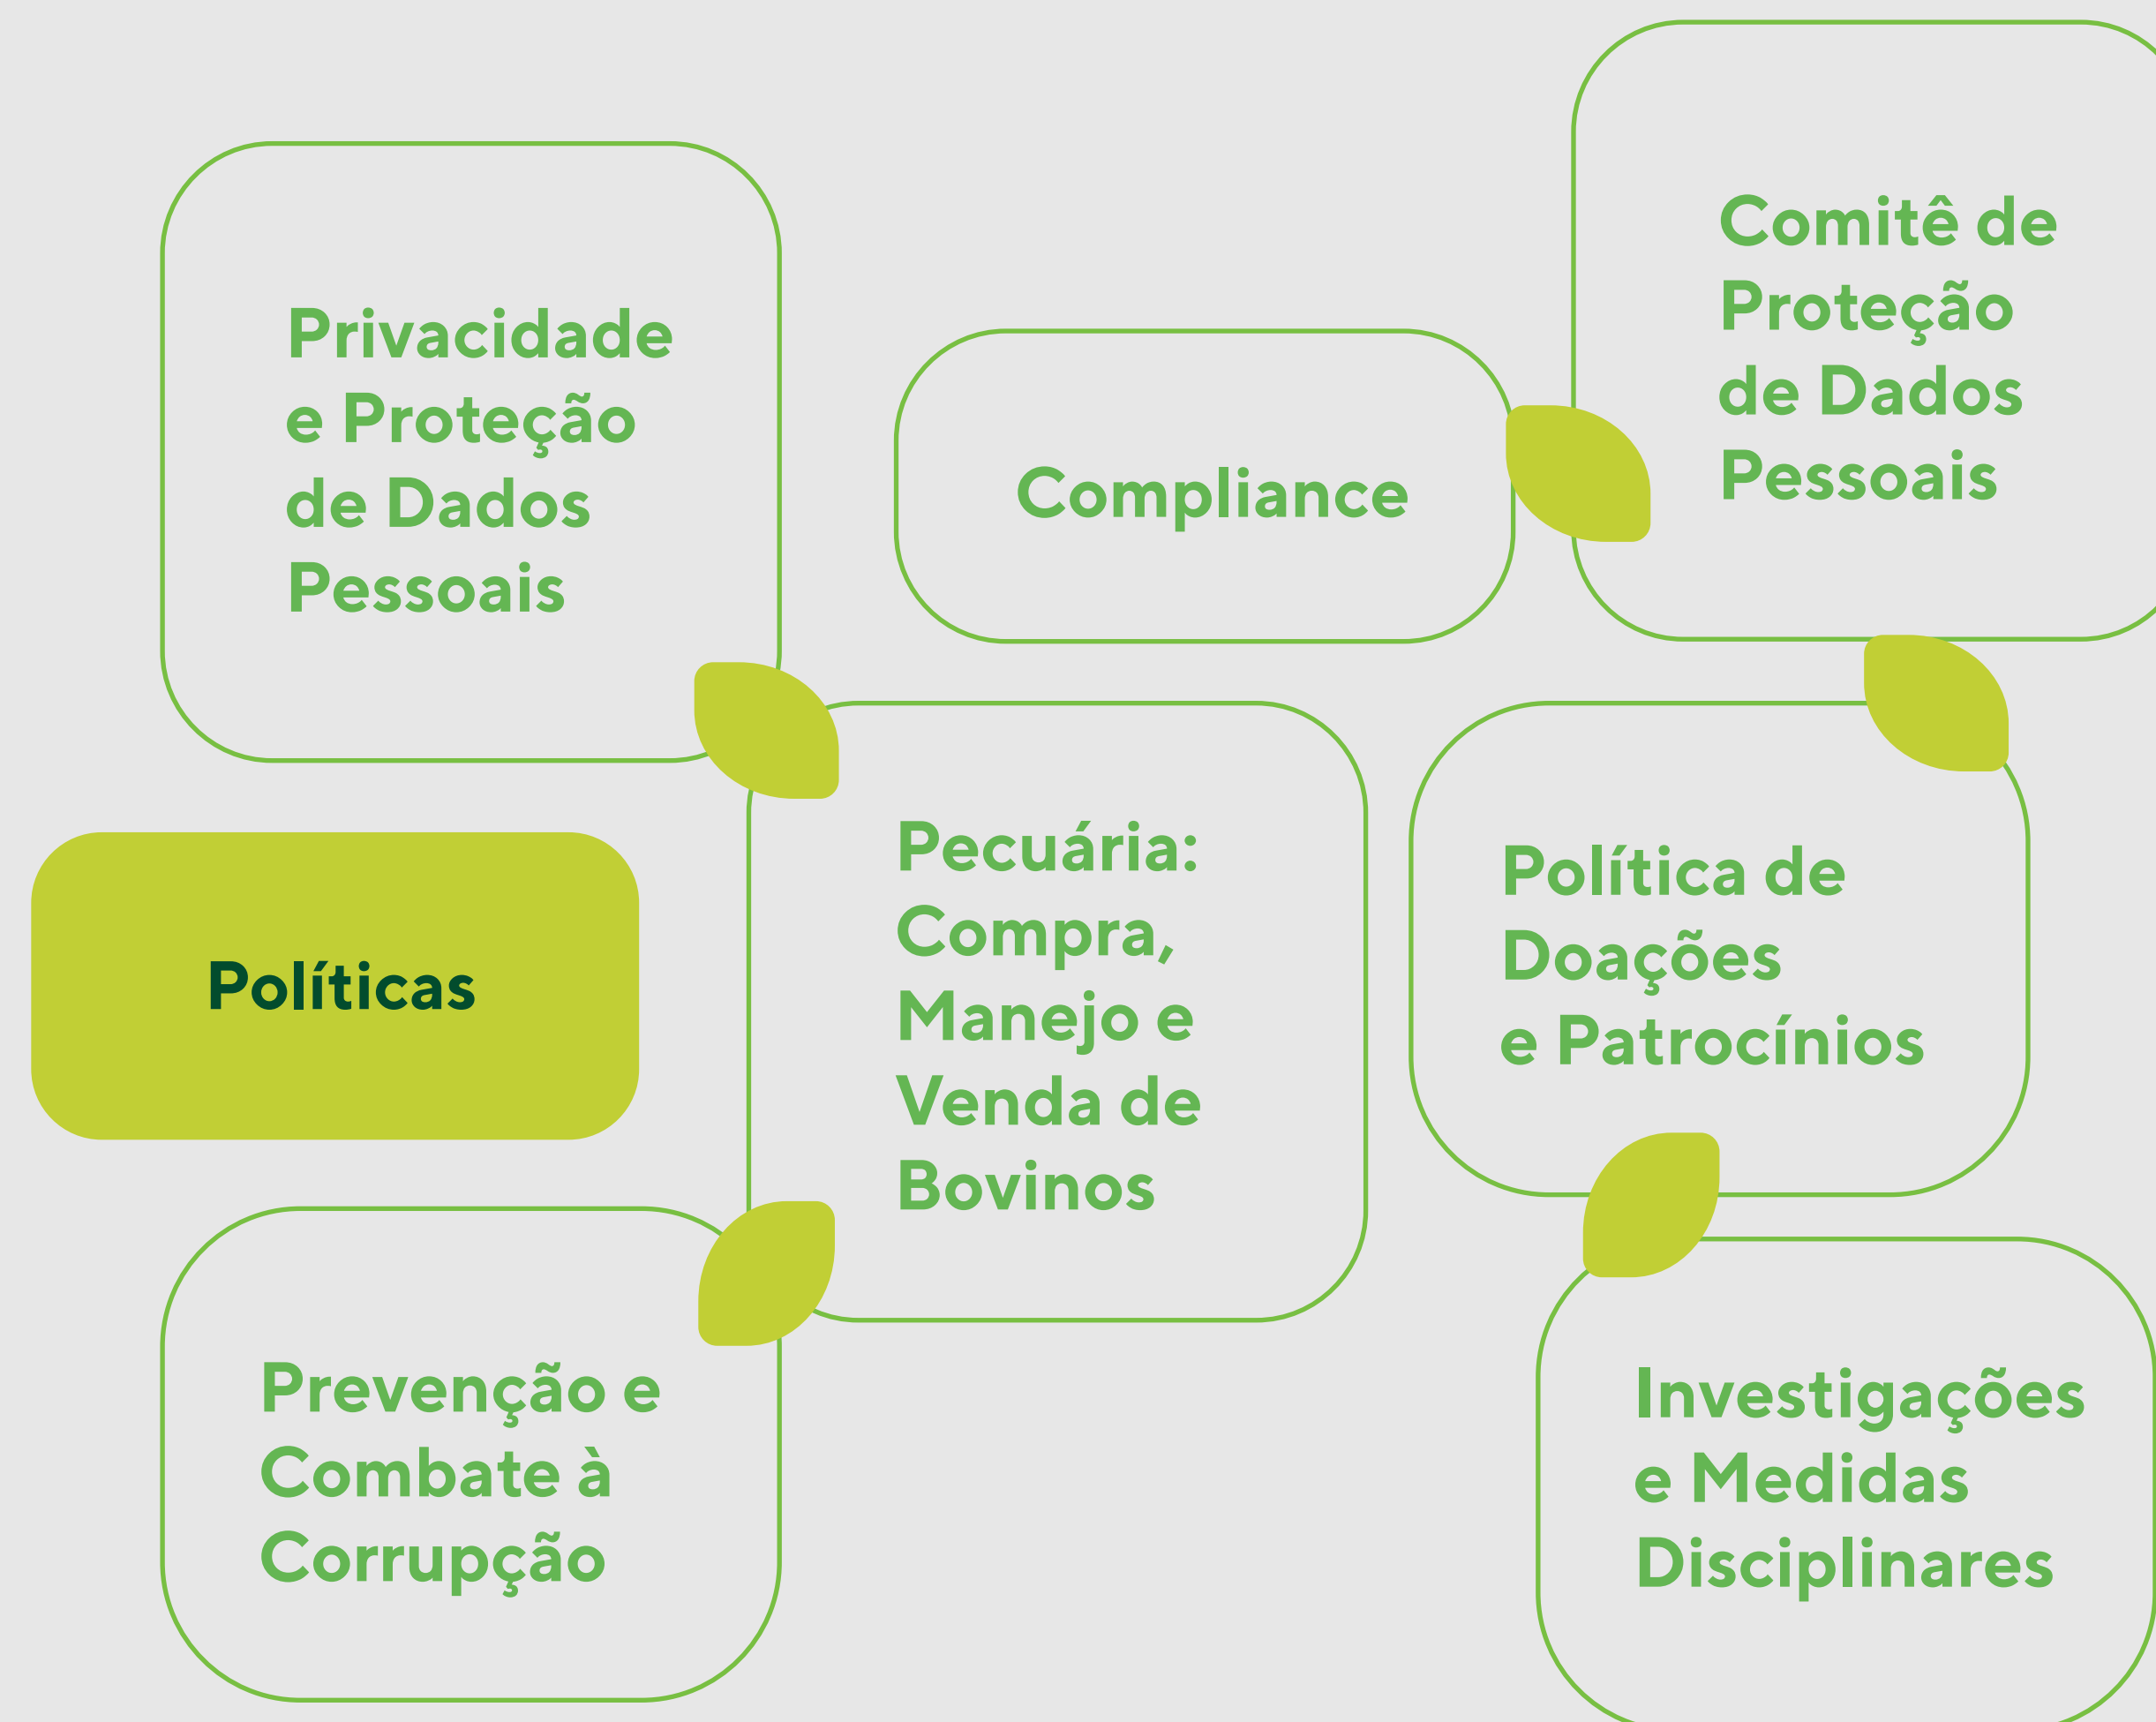 Privacidade
e Proteção
de Dados
Pessoais
Compliance
Comitê de
Proteção
de Dados
Pessoais
Políticas
Pecuária:
Compra,
Manejo e
Venda de
Bovinos
Política de
Doações
e Patrocínios
Prevenção e
Combate à
Corrupção
Investigações
e Medidas
Disciplinares